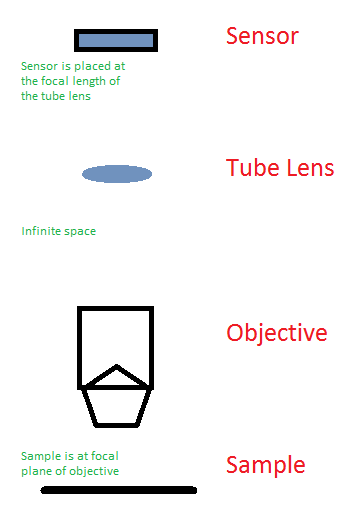 Sensor
Sensor is placed at
the focal length of
the tube lens
Tube Lens
Infinite space
Objective
Sample is at focal
plane of objective
Sample